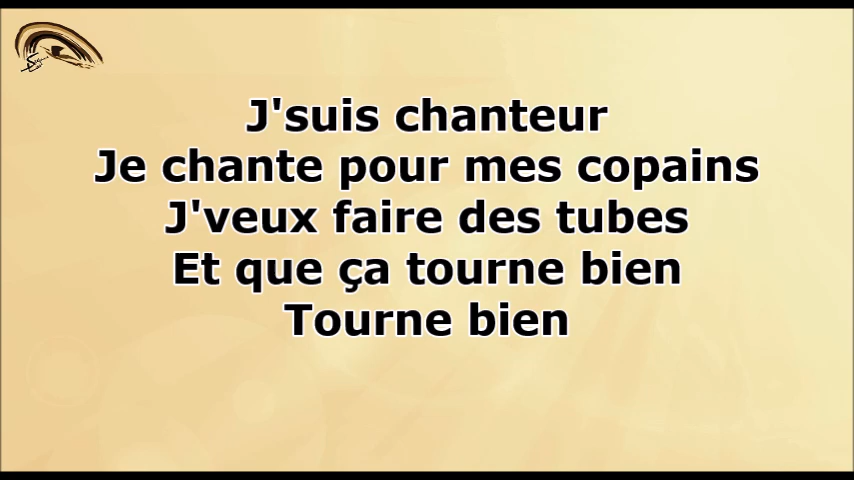 J'suis chanteur
Je chante pour mes copains
J'veux faire des tubes
Et que ça tourne bien
Tourne bien